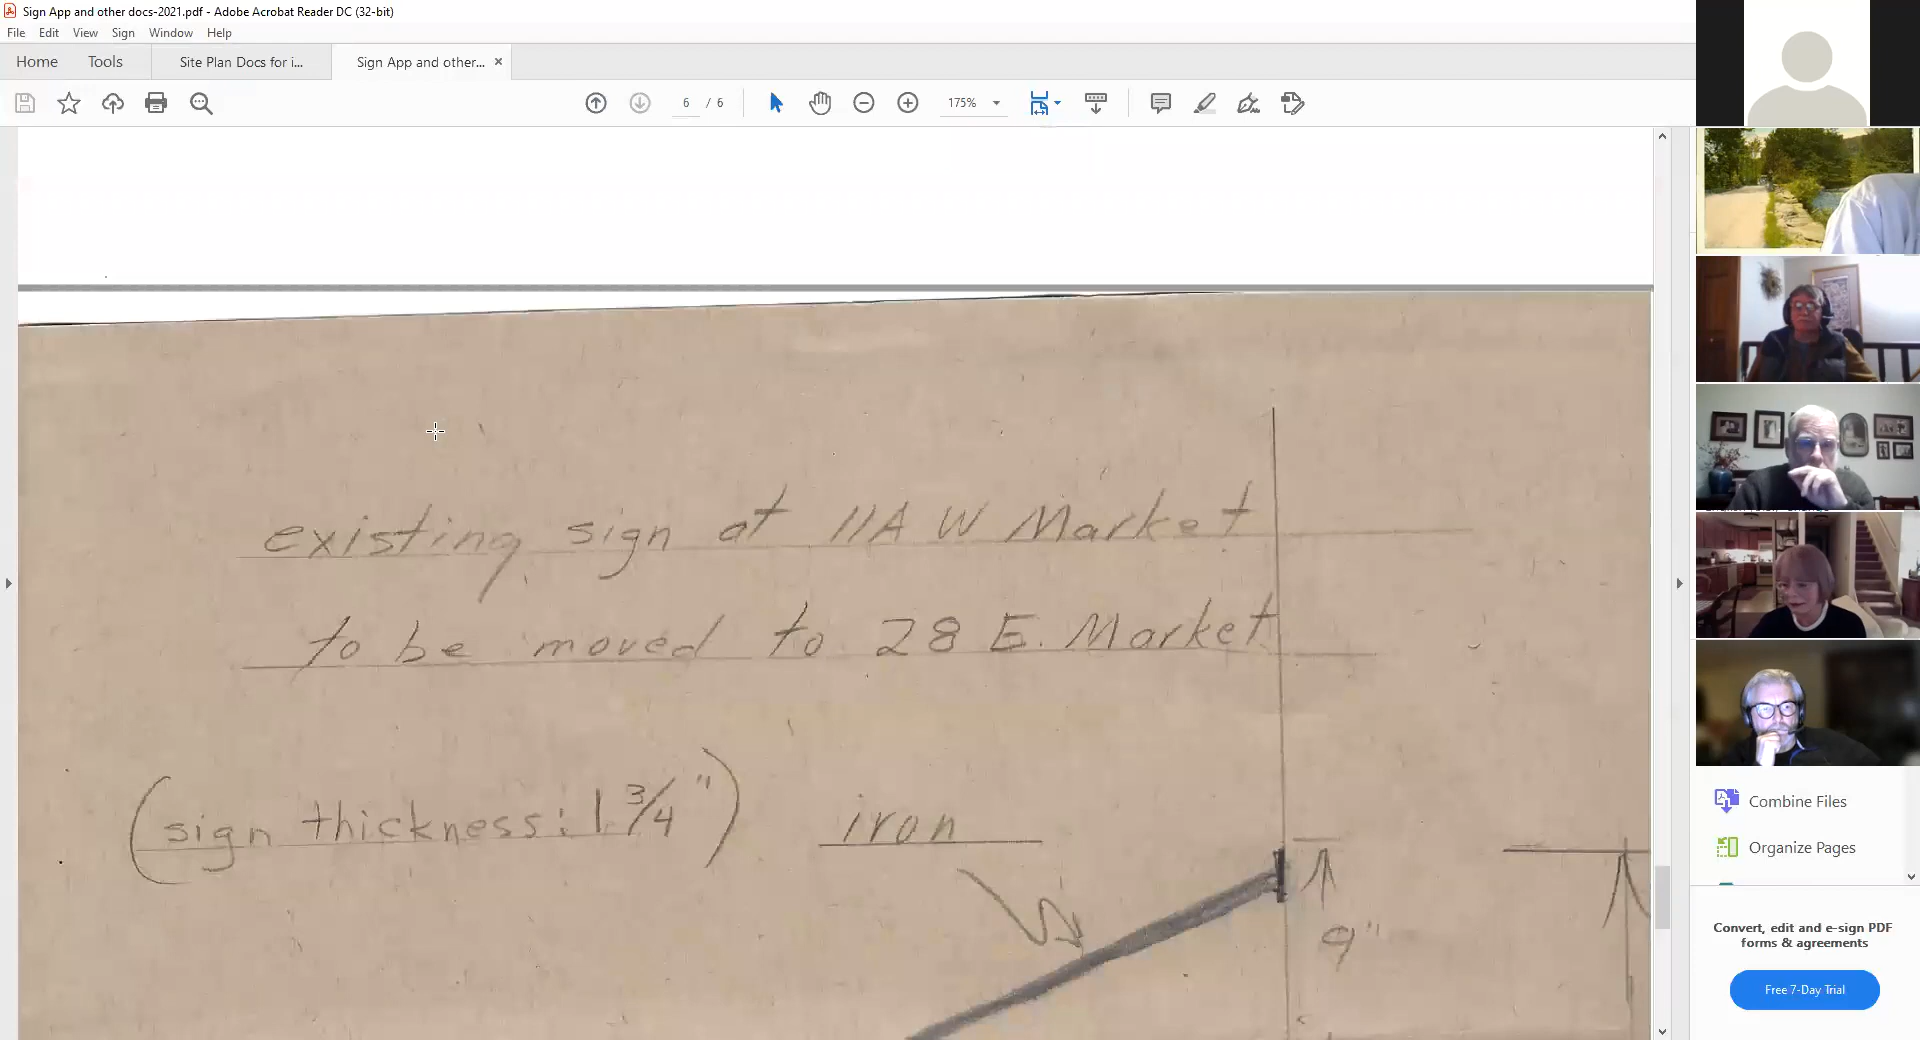 Sign App and other docs-2021.pdf - Adobe Acrobat Reader DC (32-bit)
File Edit View Sign Window Help
Home Tools Site Plan Docs for i... Sign App and other... ×
6 / 6 175%
existing sign at 11A W Market
to be moved to 28 E. Market
(sign thickness: 1 3/4") iron
9"
Combine Files
Organize Pages
Convert, edit and e-sign PDF
forms & agreements
Free 7-Day Trial